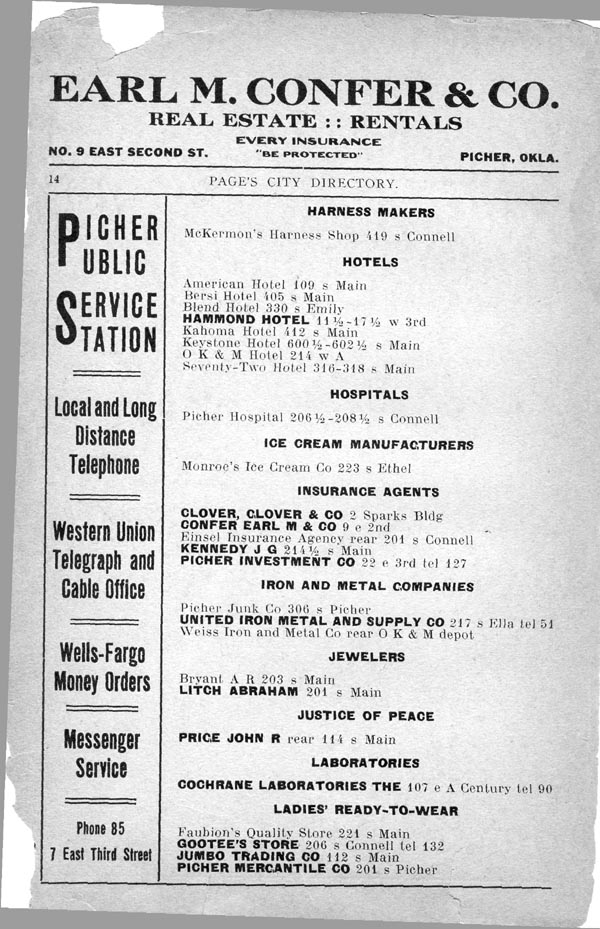 EARL M. CONFER & CO.
REAL ESTATE :: RENTALS
EVERY INSURANCE
NO. 9 EAST SECOND ST. "BE PROTECTED" PICHER, OKLA.
14 PAGE'S CITY DIRECTORY.
PICHER
PUBLIC
SERVICE
STATION
Local and Long
Distance
Telephone
Western Union
Telegraph and
Cable Office
Wells-Fargo
Money Orders
Messenger
Service
Phone 85
7 East Third Street
HARNESS MAKERS
McKermon's Harness Shop 419 s Connell
HOTELS
American Hotel 109 s Main
Bersi Hotel 405 s Main
Blend Hotel 330 s Emily
HAMMOND HOTEL 11½-17½ w 3rd
Kahoma Hotel 412 s Main
Keystone Hotel 600½-602½ s Main
O K & M Hotel 214 w A
Seventy-Two Hotel 316-318 s Main
HOSPITALS
Picher Hospital 206½-208½ s Connell
ICE CREAM MANUFACTURERS
Monroe's Ice Cream Co 223 s Ethel
INSURANCE AGENTS
CLOVER, CLOVER & CO 2 Sparks Bldg
CONFER EARL M & CO 9 e 2nd
Einsel Insurance Agency rear 201 s Connell
KENNEDY J G 214½ s Main
PICHER INVESTMENT CO 22 e 3rd tel 127
IRON AND METAL COMPANIES
Picher Junk Co 306 s Picher
UNITED IRON METAL AND SUPPLY CO 217 s Ella tel 51
Weiss Iron and Metal Co rear O K & M depot
JEWELERS
Bryant A R 203 s Main
LITCH ABRAHAM 201 s Main
JUSTICE OF PEACE
PRICE JOHN R rear 114 s Main
LABORATORIES
COCHRANE LABORATORIES THE 107 e A Century tel 90
LADIES' READY-TO-WEAR
Faubion's Quality Store 221 s Main
GOOTEE'S STORE 206 s Connell tel 132
JUMBO TRADING CO 112 s Main
PICHER MERCANTILE CO 201 s Picher